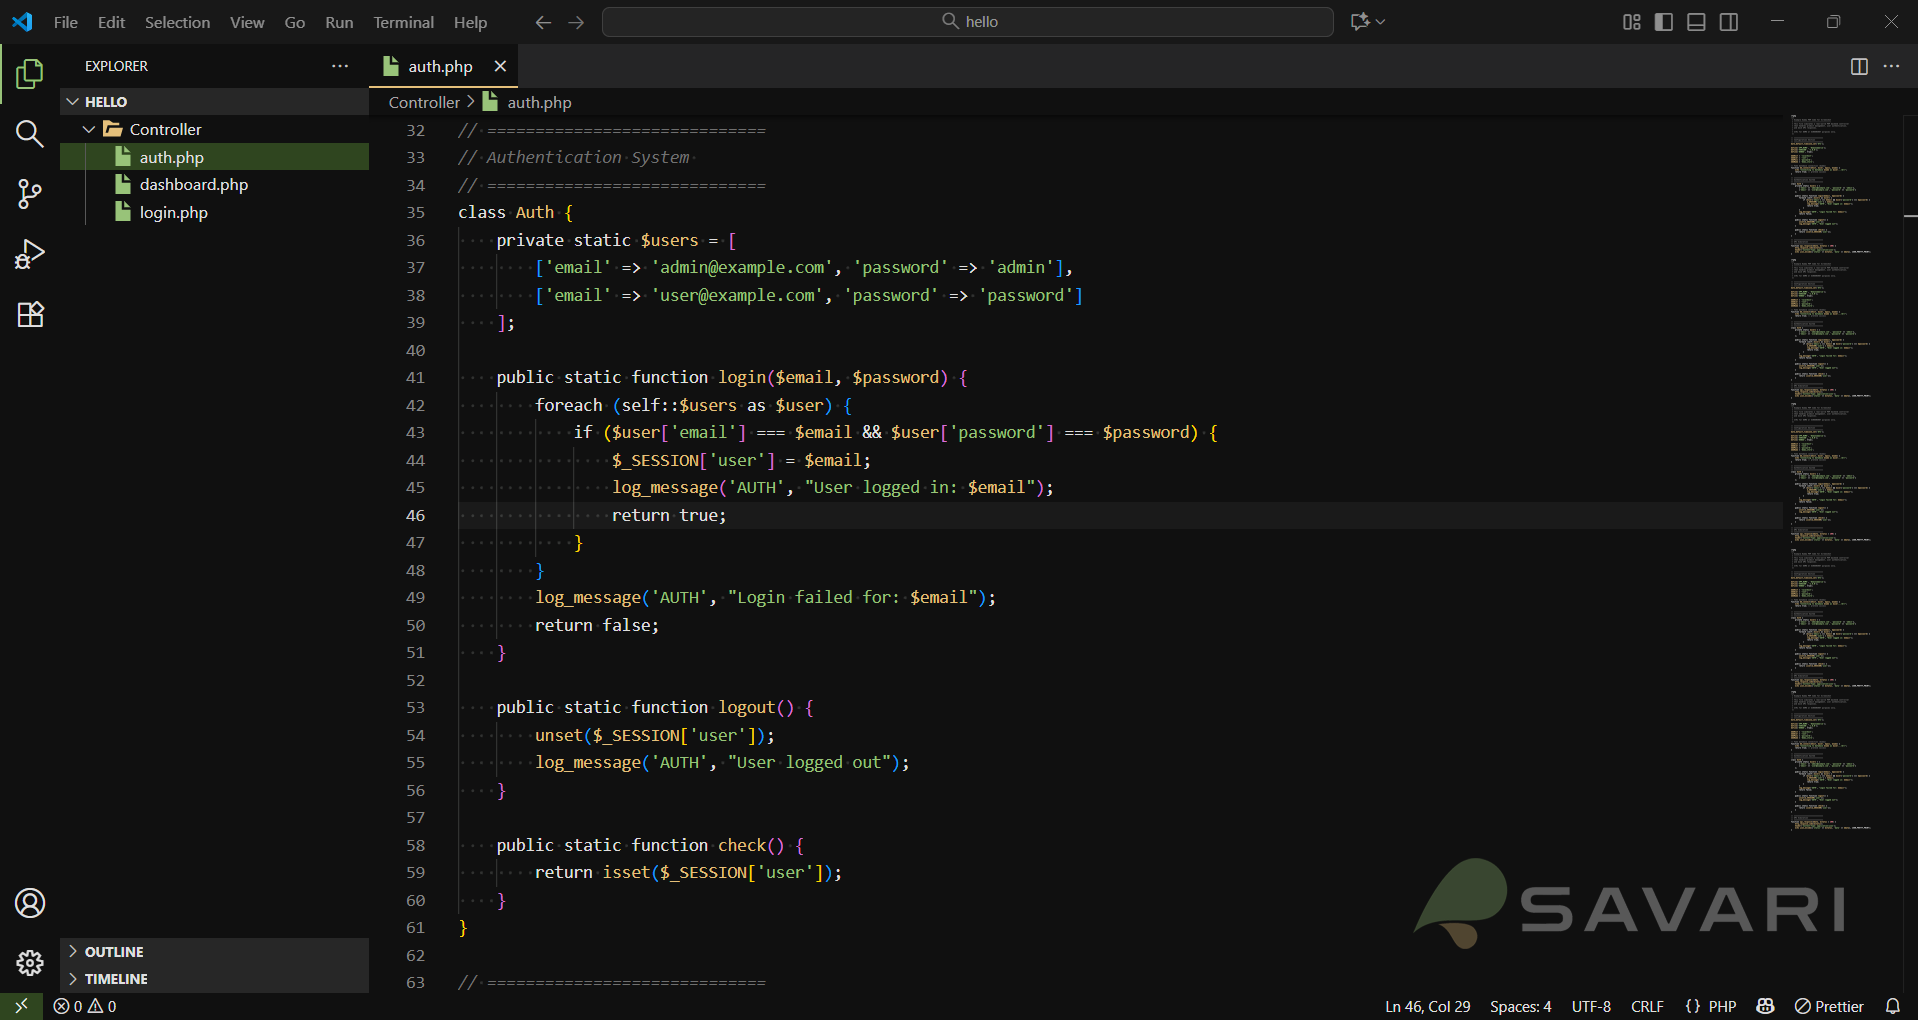 File Edit Selection View Go Run Terminal Help
hello
EXPLORER
HELLO
Controller
auth.php
dashboard.php
login.php
OUTLINE
TIMELINE
auth.php
Controller > auth.php
32 // =============================
33 // Authentication System
34 // =============================
35 class Auth {
36 private static $users = [
37 ['email' => 'admin@example.com', 'password' => 'admin'],
38 ['email' => 'user@example.com', 'password' => 'password']
39 ];
40
41 public static function login($email, $password) {
42 foreach (self::$users as $user) {
43 if ($user['email'] === $email && $user['password'] === $password) {
44 $_SESSION['user'] = $email;
45 log_message('AUTH', "User logged in: $email");
46 return true;
47 }
48 }
49 log_message('AUTH', "Login failed for: $email");
50 return false;
51 }
52
53 public static function logout() {
54 unset($_SESSION['user']);
55 log_message('AUTH', "User logged out");
56 }
57
58 public static function check() {
59 return isset($_SESSION['user']);
60 }
61 }
62
63 // =============================
SAVARI
0 0
Ln 46, Col 29 Spaces: 4 UTF-8 CRLF {} PHP Prettier